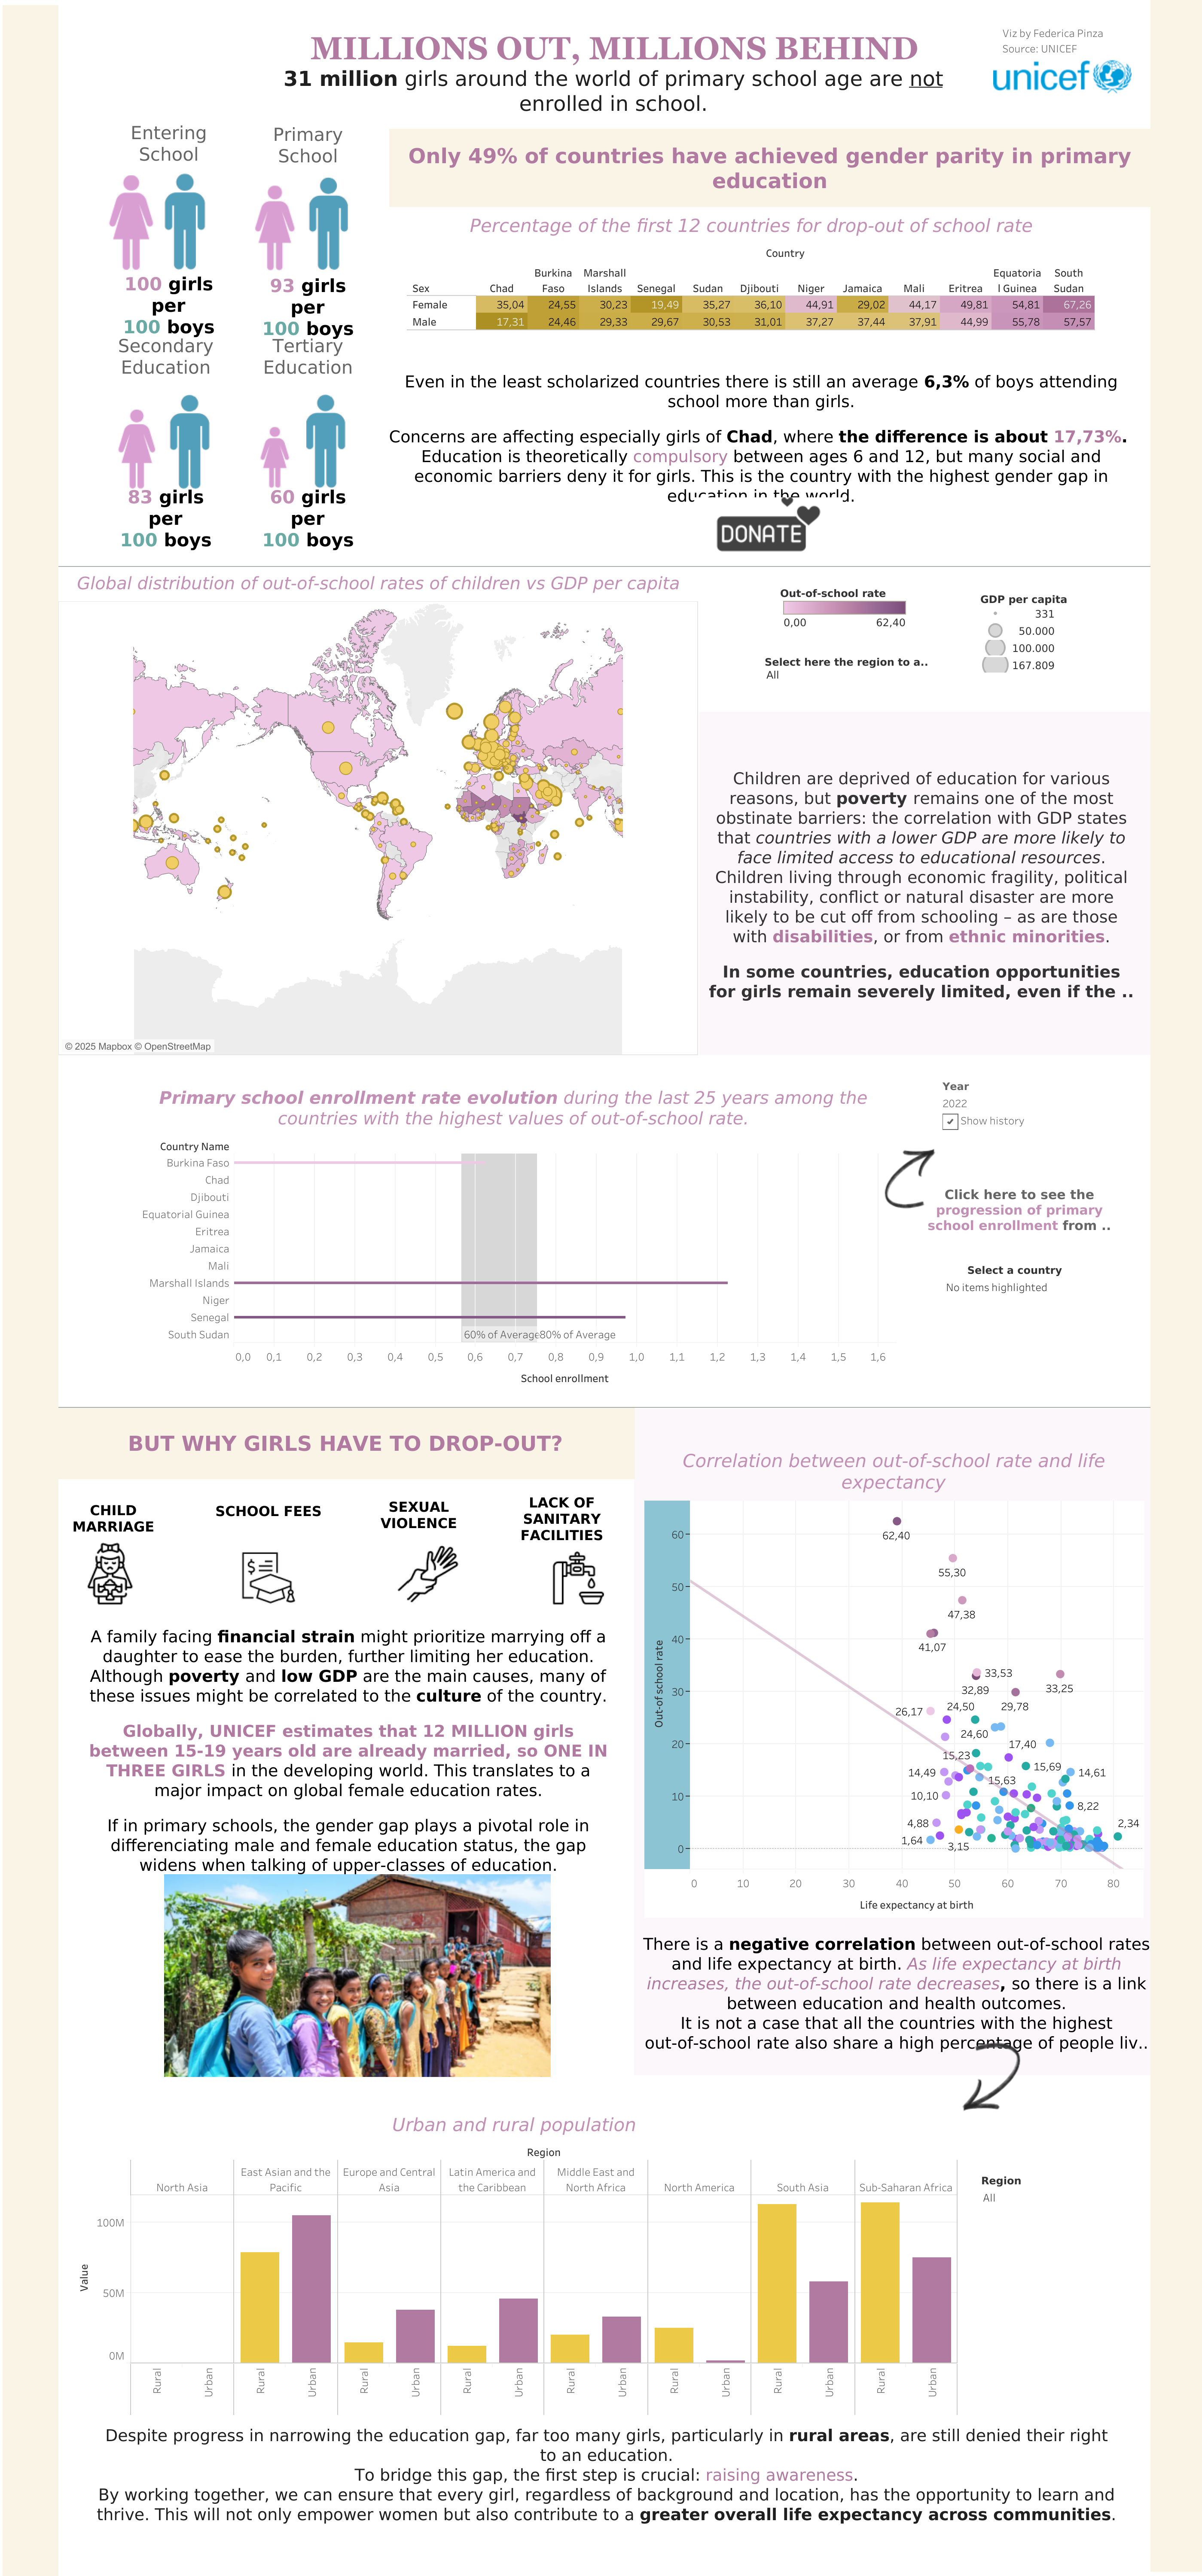 MILLIONS OUT, MILLIONS BEHIND
31 million girls around the world of primary school age are not
enrolled in school.
Viz by Federica Pinza
Source: UNICEF
unicef
Entering
School
Primary
School
100 girls
per
100 boys
93 girls
per
100 boys
Secondary
Education
Tertiary
Education
83 girls
per
100 boys
60 girls
per
100 boys
Only 49% of countries have achieved gender parity in primary
education
Percentage of the first 12 countries for drop-out of school rate
Country
Sex Chad Burkina Faso Marshall Islands Senegal Sudan Djibouti Niger Jamaica Mali Eritrea Equatoria l Guinea South Sudan
Female 35,04 24,55 30,23 19,49 35,27 36,10 44,91 29,02 44,17 49,81 54,81 67,26
Male 17,31 24,46 29,33 29,67 30,53 31,01 37,27 37,44 37,91 44,99 55,78 57,57
Even in the least scholarized countries there is still an average 6,3% of boys attending
school more than girls.
Concerns are affecting especially girls of Chad, where the difference is about 17,73%.
Education is theoretically compulsory between ages 6 and 12, but many social and
economic barriers deny it for girls. This is the country with the highest gender gap in
education in the world.
DONATE
Global distribution of out-of-school rates of children vs GDP per capita
© 2025 Mapbox © OpenStreetMap
Out-of-school rate
0,00 62,40
Select here the region to a..
All
GDP per capita
331
50.000
100.000
167.809
Children are deprived of education for various
reasons, but poverty remains one of the most
obstinate barriers: the correlation with GDP states
that countries with a lower GDP are more likely to
face limited access to educational resources.
Children living through economic fragility, political
instability, conflict or natural disaster are more
likely to be cut off from schooling – as are those
with disabilities, or from ethnic minorities.
In some countries, education opportunities
for girls remain severely limited, even if the ..
Primary school enrollment rate evolution during the last 25 years among the
countries with the highest values of out-of-school rate.
Country Name
Burkina Faso
Chad
Djibouti
Equatorial Guinea
Eritrea
Jamaica
Mali
Marshall Islands
Niger
Senegal
South Sudan
60% of Average 80% of Average
0,0 0,1 0,2 0,3 0,4 0,5 0,6 0,7 0,8 0,9 1,0 1,1 1,2 1,3 1,4 1,5 1,6
School enrollment
Year
2022
Show history
Click here to see the
progression of primary
school enrollment from ..
Select a country
No items highlighted
BUT WHY GIRLS HAVE TO DROP-OUT?
CHILD
MARRIAGE
SCHOOL FEES
SEXUAL
VIOLENCE
LACK OF
SANITARY
FACILITIES
A family facing financial strain might prioritize marrying off a
daughter to ease the burden, further limiting her education.
Although poverty and low GDP are the main causes, many of
these issues might be correlated to the culture of the country.
Globally, UNICEF estimates that 12 MILLION girls
between 15-19 years old are already married, so ONE IN
THREE GIRLS in the developing world. This translates to a
major impact on global female education rates.
If in primary schools, the gender gap plays a pivotal role in
differenciating male and female education status, the gap
widens when talking of upper-classes of education.
Correlation between out-of-school rate and life
expectancy
Out-of school rate
60
50
40
30
20
10
0
62,40
55,30
47,38
41,07
33,53
32,89
33,25
29,78
26,17
24,50
24,60
17,40
15,23
15,69
14,61
14,49
15,63
10,10
8,22
4,88
2,34
1,64
3,15
0 10 20 30 40 50 60 70 80
Life expectancy at birth
There is a negative correlation between out-of-school rates
and life expectancy at birth. As life expectancy at birth
increases, the out-of-school rate decreases, so there is a link
between education and health outcomes.
It is not a case that all the countries with the highest
out-of-school rate also share a high percentage of people liv..
Urban and rural population
Region
North Asia
East Asian and the
Pacific
Europe and Central
Asia
Latin America and
the Caribbean
Middle East and
North Africa
North America
South Asia
Sub-Saharan Africa
Value
100M
50M
0M
Rural Urban Rural Urban Rural Urban Rural Urban Rural Urban Rural Urban Rural Urban Rural Urban
Region
All
Despite progress in narrowing the education gap, far too many girls, particularly in rural areas, are still denied their right
to an education.
To bridge this gap, the first step is crucial: raising awareness.
By working together, we can ensure that every girl, regardless of background and location, has the opportunity to learn and
thrive. This will not only empower women but also contribute to a greater overall life expectancy across communities.